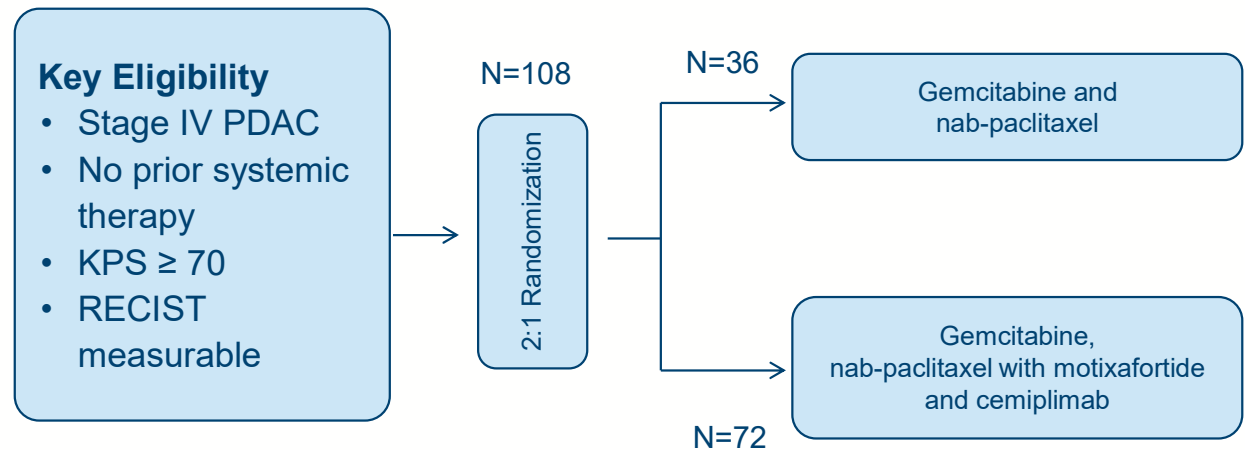 Key Eligibility
• Stage IV PDAC
• No prior systemic
therapy
• KPS ≥ 70
• RECIST
measurable
N=108
2:1 Randomization
N=36
Gemcitabine and
nab-paclitaxel
Gemcitabine,
nab-paclitaxel with motixafortide
and cemiplimab
N=72